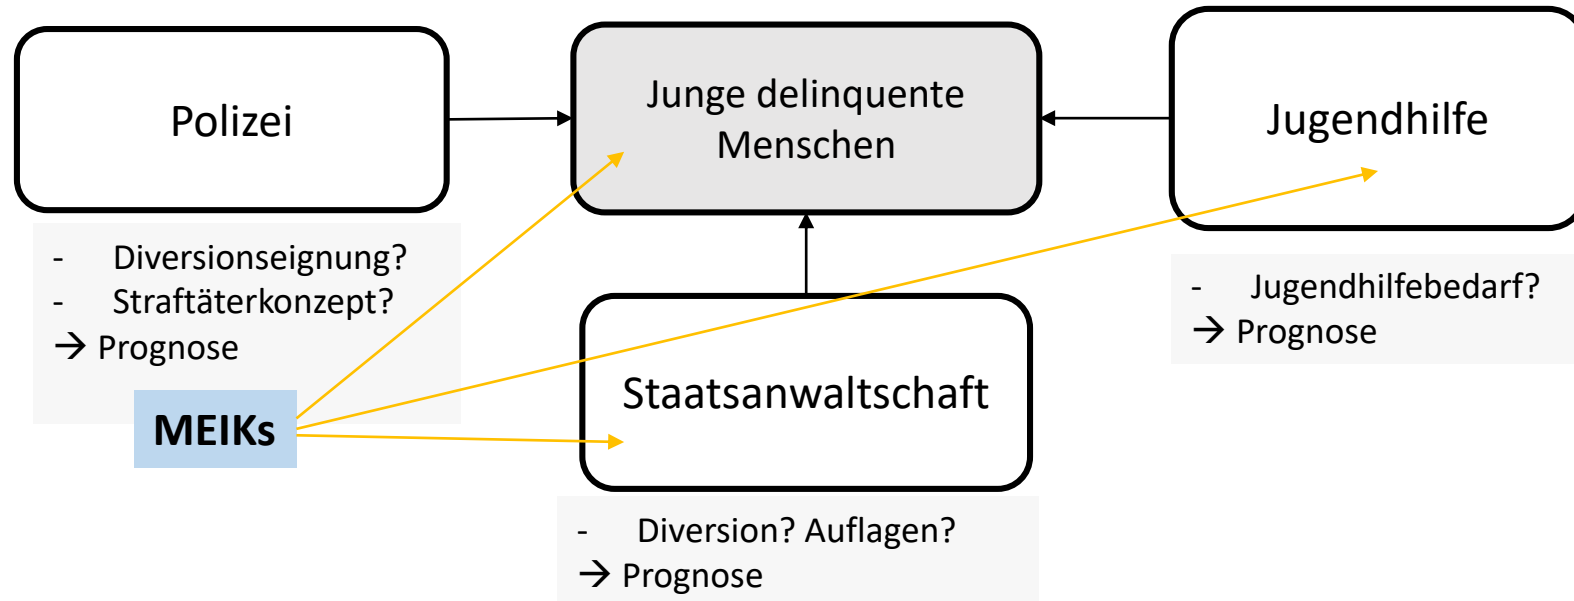 Polizei
- Diversionseignung?
- Straftäterkonzept?
→ Prognose
MEIKs
Junge delinquente
Menschen
Staatsanwaltschaft
- Diversion? Auflagen?
→ Prognose
Jugendhilfe
- Jugendhilfebedarf?
→ Prognose